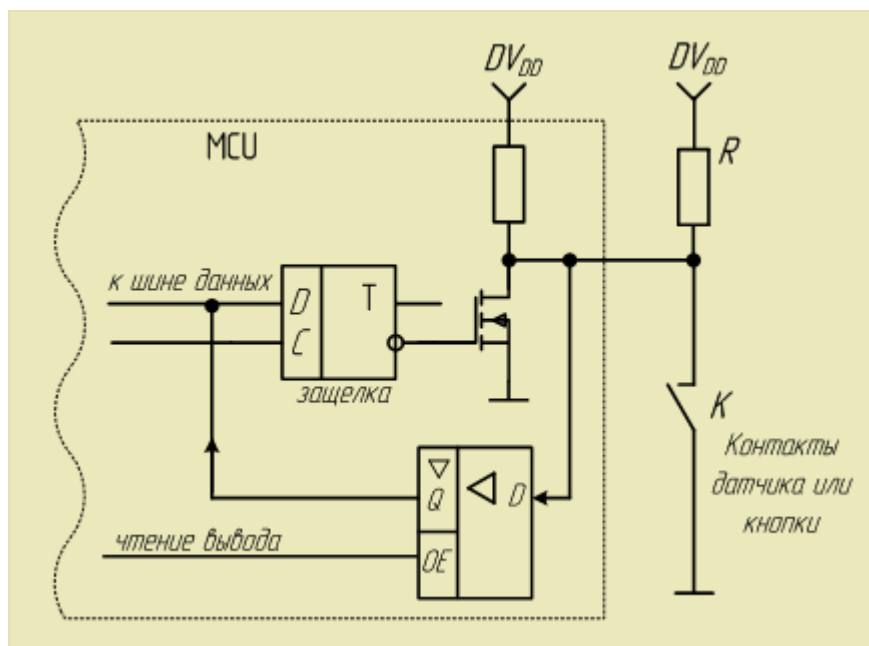 DV_DD
DV_DD
MCU
R
к шине данных
D
T
C
защелка
K
Контакты
датчика или
кнопки
Q
D
чтение вывода
OE